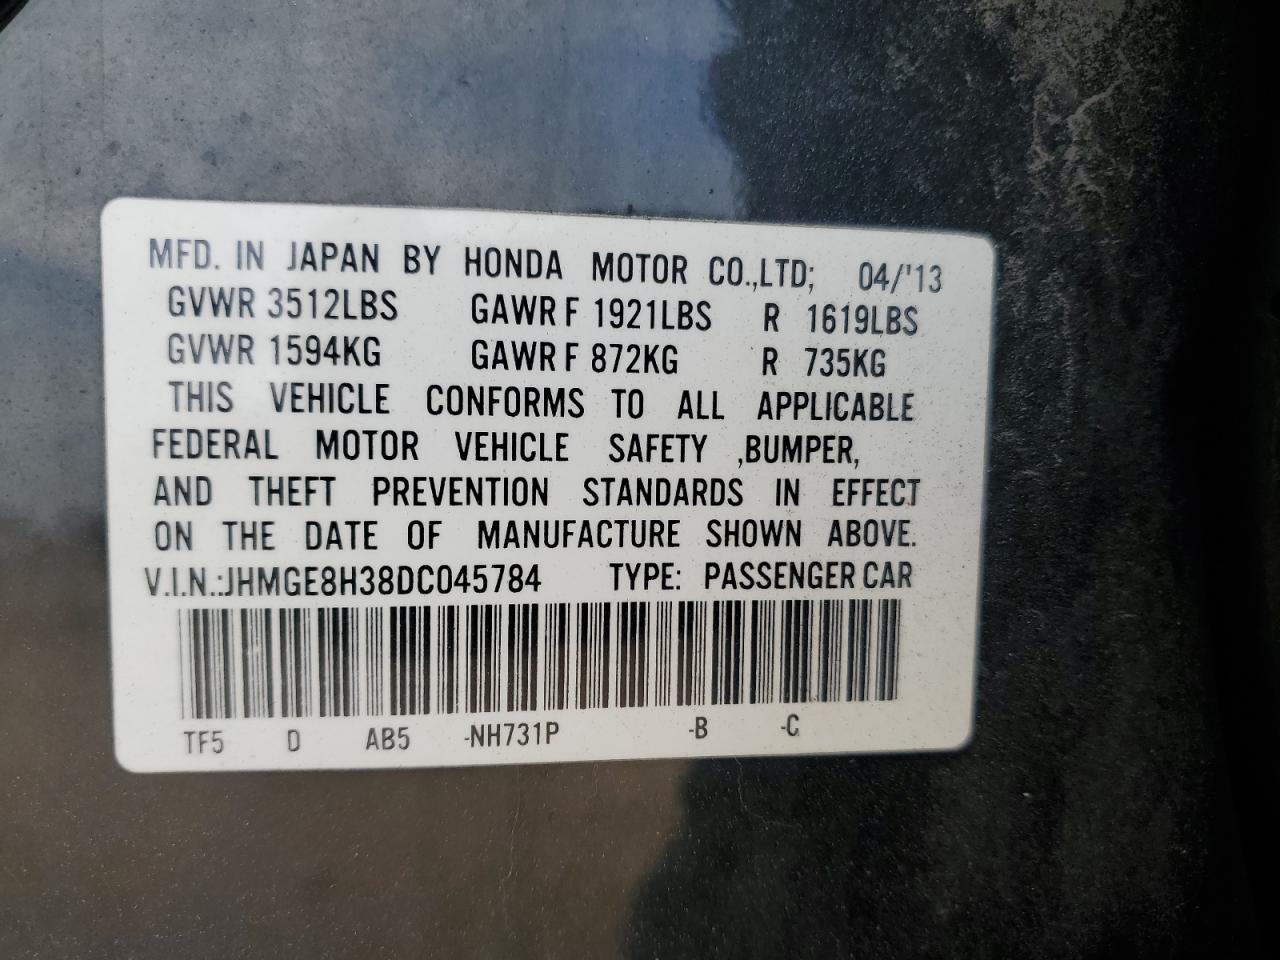 MFD. IN JAPAN BY HONDA MOTOR CO.,LTD; 04/'13
GVWR 3512LBS GAWR F 1921LBS R 1619LBS
GVWR 1594KG GAWR F 872KG R 735KG
THIS VEHICLE CONFORMS TO ALL APPLICABLE
FEDERAL MOTOR VEHICLE SAFETY ,BUMPER,
AND THEFT PREVENTION STANDARDS IN EFFECT
ON THE DATE OF MANUFACTURE SHOWN ABOVE.
V.I.N.:JHMGE8H38DC045784 TYPE: PASSENGER CAR
TF5 D AB5 -NH731P -B -C